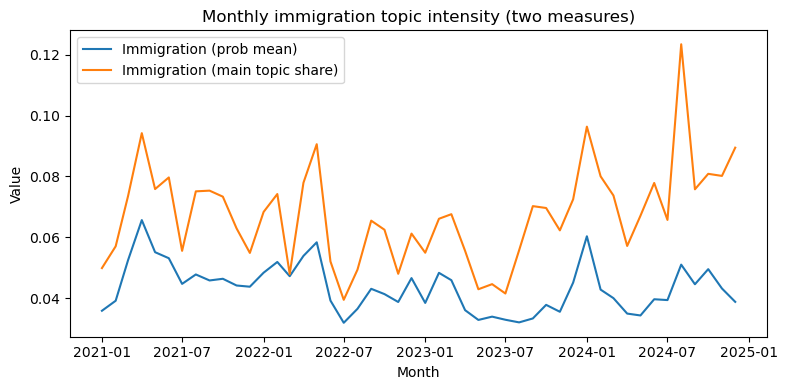 Monthly immigration topic intensity (two measures)
Immigration (prob mean)
Immigration (main topic share)
0.12
0.10
0.08
0.06
0.04
Value
2021-01 2021-07 2022-01 2022-07 2023-01 2023-07 2024-01 2024-07 2025-01
Month